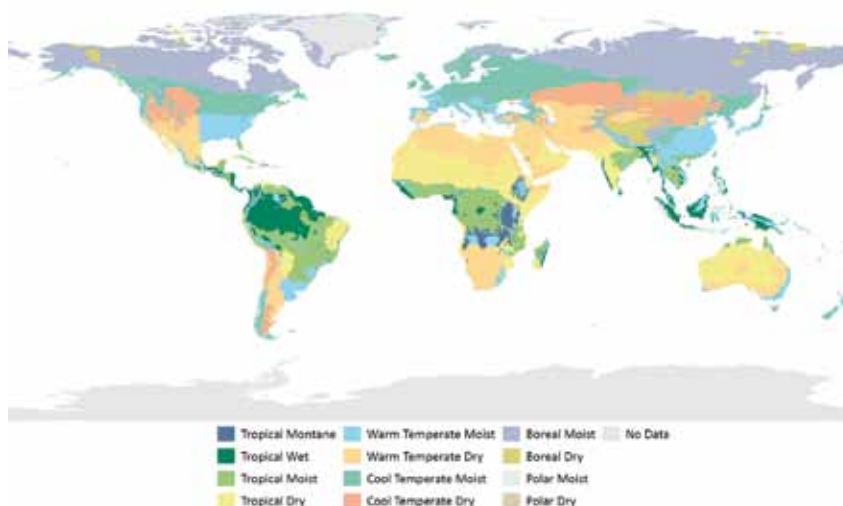 Tropical Montane Warm Temperate Moist Boreal Moist No Data
Tropical Wet Warm Temperate Dry Boreal Dry
Tropical Moist Cool Temperate Moist Polar Moist
Tropical Dry Cool Temperate Dry Polar Dry